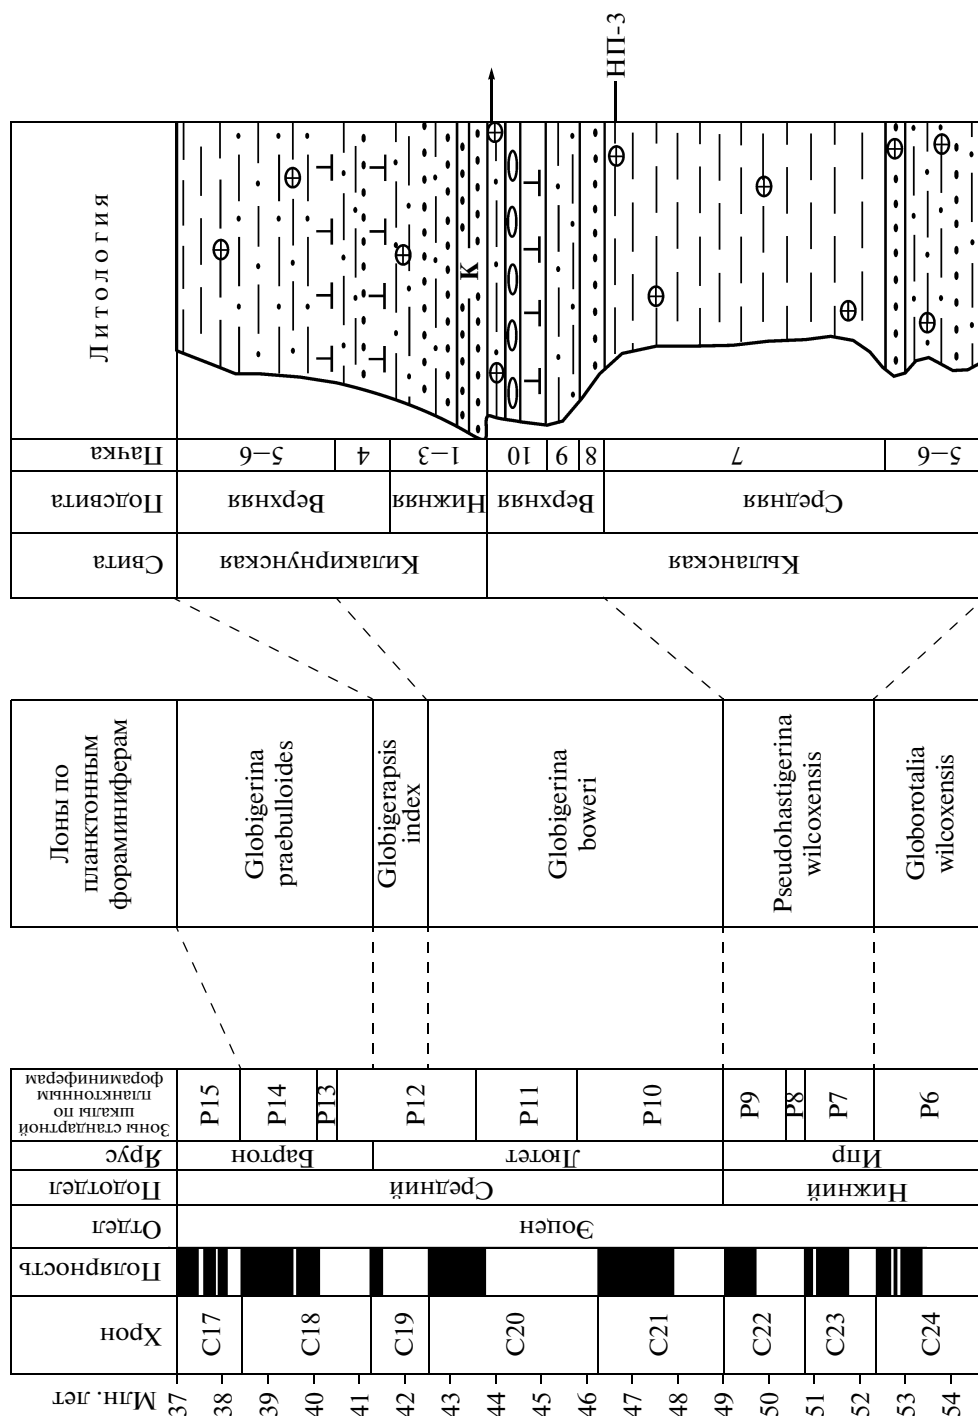 Млн. лет
37
38
39
40
41
42
43
44
45
46
47
48
49
50
51
52
53
54
Хрон
C17
C18
C19
C20
C21
C22
C23
C24
Полярность
Отдел
Эоцен
Подотдел
Средний
Нижний
Ярус
Бартон
Лютет
Ипр
Зоны стандартной
шкалы по
планктонным
фораминиферам
P15
P14
P13
P12
P11
P10
P9
P8
P7
P6
Лоны по
планктонным
фораминиферам
Globigerina
praebulloides
Globigerapsis
index
Globigerina
boweri
Pseudohastigerina
wilcoxensis
Globorotalia
wilcoxensis
Свита
Килакирнунская
Кыланская
Подсвита
Верхняя
Нижняя
Верхняя
Средняя
Пачка
5–6
4
1–3
10
9
8
7
5–6
Литология
К
НП-3